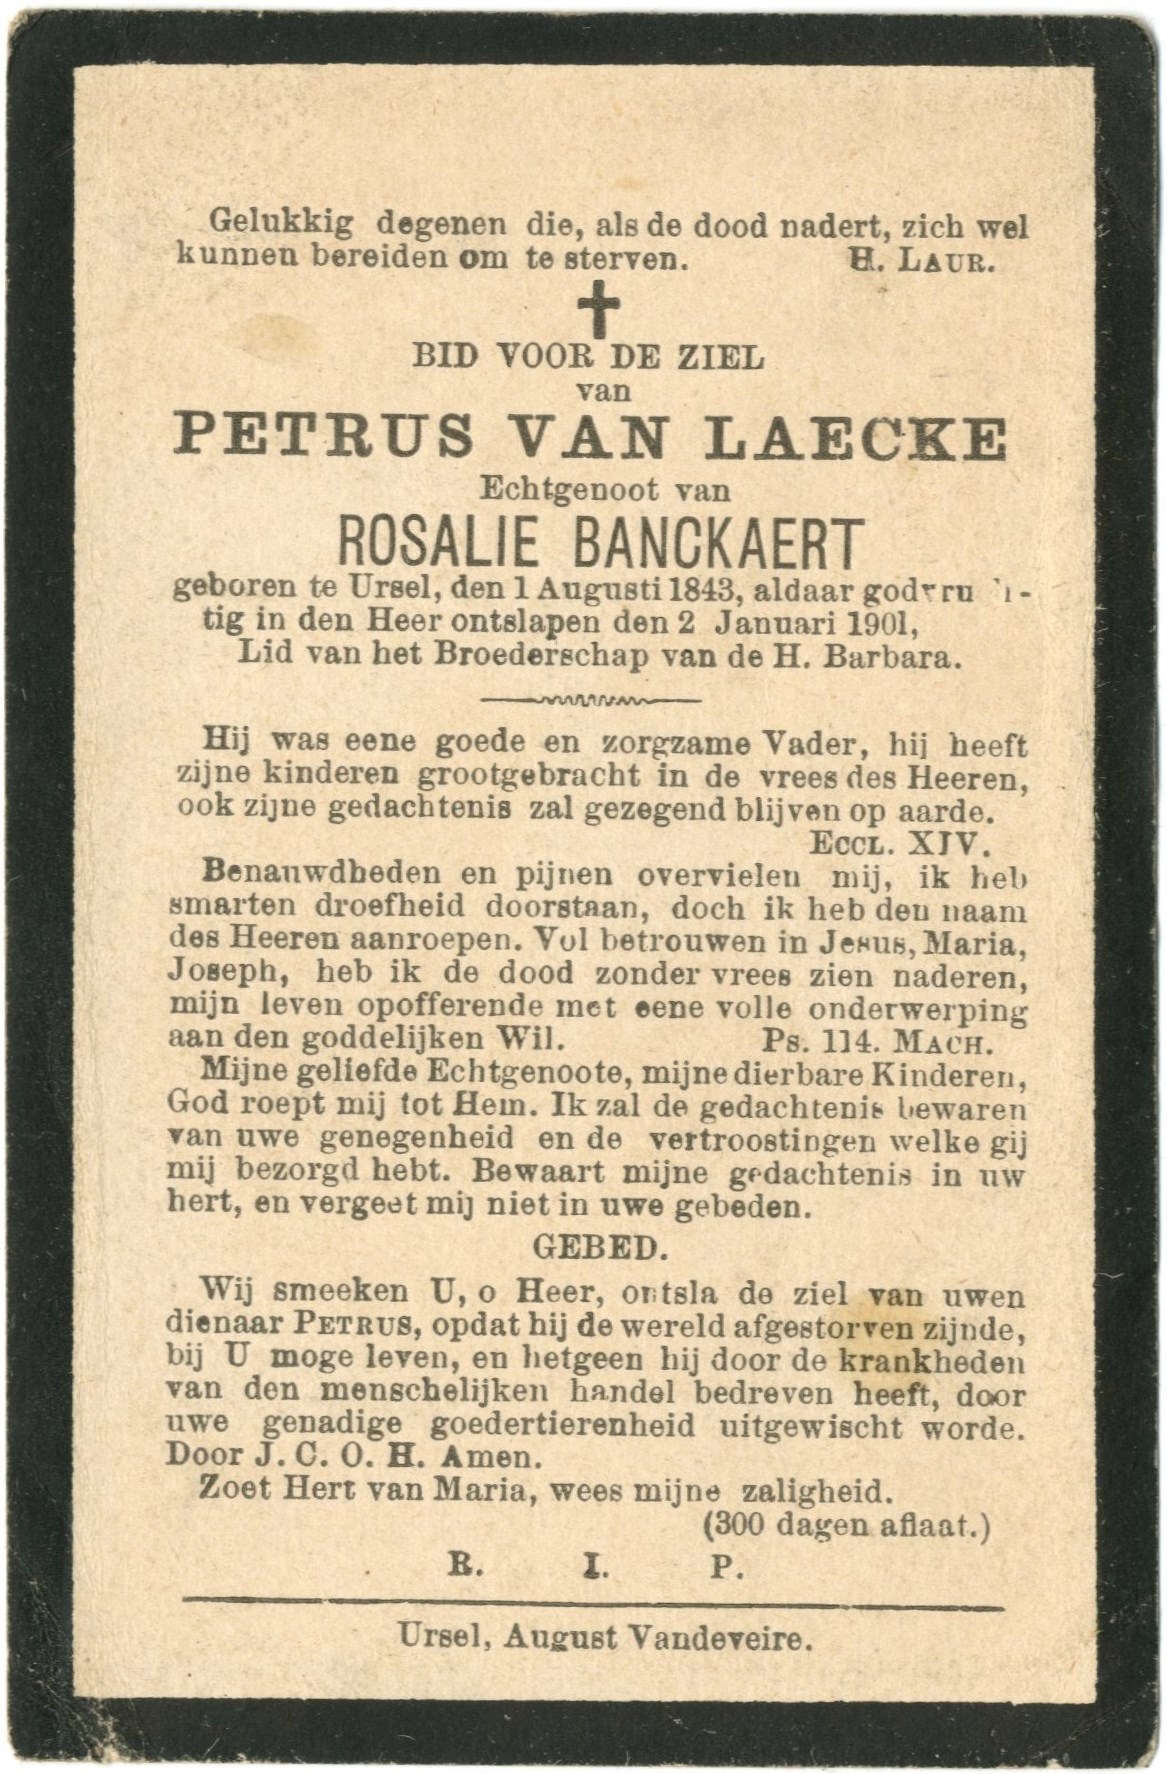 Gelukkig degenen die, als de dood nadert, zich wel
kunnen bereiden om te sterven. H. LAUR.
BID VOOR DE ZIEL
van
PETRUS VAN LAECKE
Echtgenoot van
ROSALIE BANCKAERT
geboren te Ursel, den 1 Augusti 1843, aldaar
tig in den Heer ontslapen den 2 Januari 1901,
Lid van het Broederschap van de H. Barbara.
Hij was eene goede en zorgzame Vader, hij heeft
zijne kinderen grootgebracht in de vrees des Heeren,
ook zijne gedachtenis zal gezegend blijven op aarde.
ECCL. XIV.
Benauwdheden en pijnen overvielen mij, ik heb
smarten droefheid doorstaan, doch ik heb den naam
des Heeren aanroepen. Vol betrouwen in Jesus, Maria,
Joseph, heb ik de dood zonder vrees zien naderen,
mijn leven opofferende met eene volle onderwerping
aan den goddelijken Wil. Ps. 114. MACH.
Mijne geliefde Echtgenoote, mijne dierbare Kinderen,
God roept mij tot Hem. Ik zal de gedachtenis bewaren
van uwe genegenheid en de vertroostingen welke gij
mij bezorgd hebt. Bewaart mijne gedachtenis in uw
hert, en vergeet mij niet in uwe gebeden.
GEBED.
Wij smeeken U, o Heer, ontsla de ziel van uwen
dienaar PETRUS, opdat hij de wereld afgestorven zijnde,
bij U moge leven, en hetgeen hij door de krankheden
van den menschelijken handel bedreven heeft, door
uwe genadige goedertierenheid uitgewischt worde.
Door J. C. O. H. Amen.
Zoet Hert van Maria, wees mijne zaligheid.
(300 dagen aflaat.)
R. I. P.
Ursel, August Vandeveire.